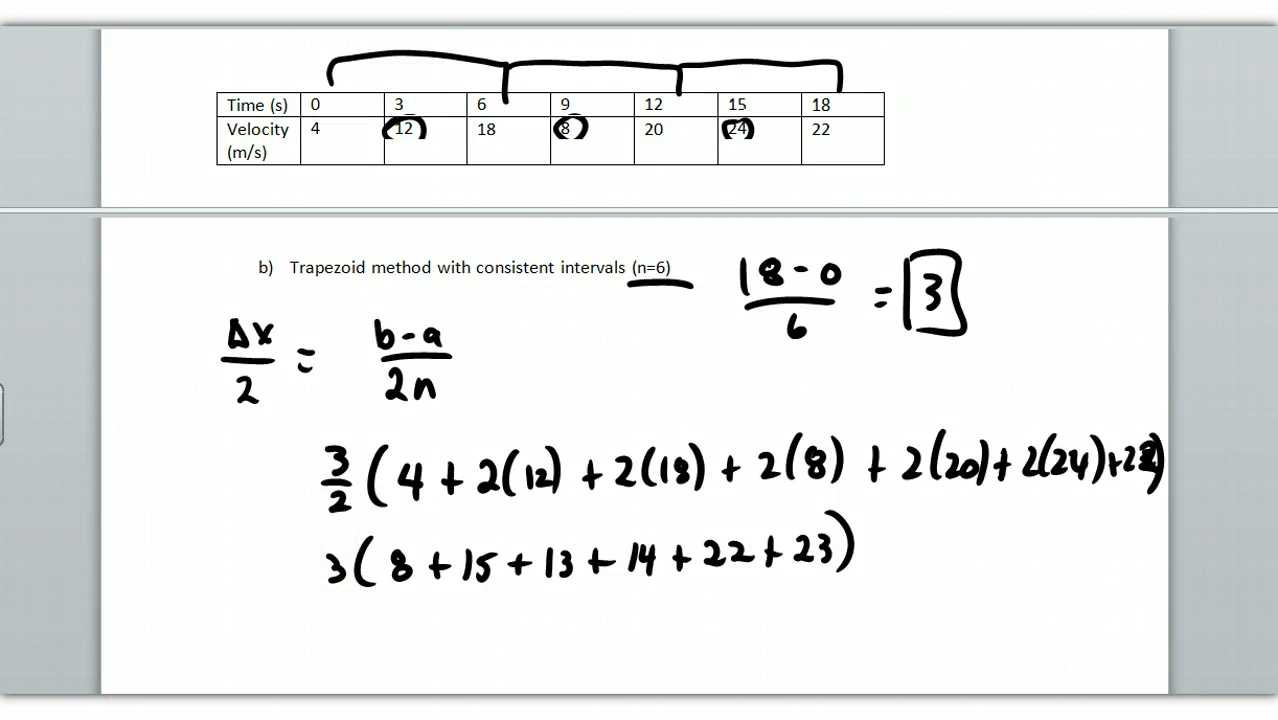 Time (s) 0 3 6 9 12 15 18
Velocity (m/s) 4 12 18 8 20 24 22
b) Trapezoid method with consistent intervals (n=6)
18 - 0 / 6 = 3
Δx / 2 = b - a / 2n
3/2 ( 4 + 2(12) + 2(18) + 2(8) + 2(20) + 2(24) + 22)
3( 8 + 15 + 13 + 14 + 22 + 23)